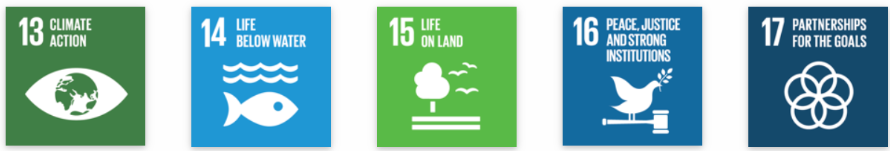 13 CLIMATE
ACTION
14 LIFE
BELOW WATER
15 LIFE
ON LAND
16 PEACE, JUSTICE
AND STRONG
INSTITUTIONS
17 PARTNERSHIPS
FOR THE GOALS